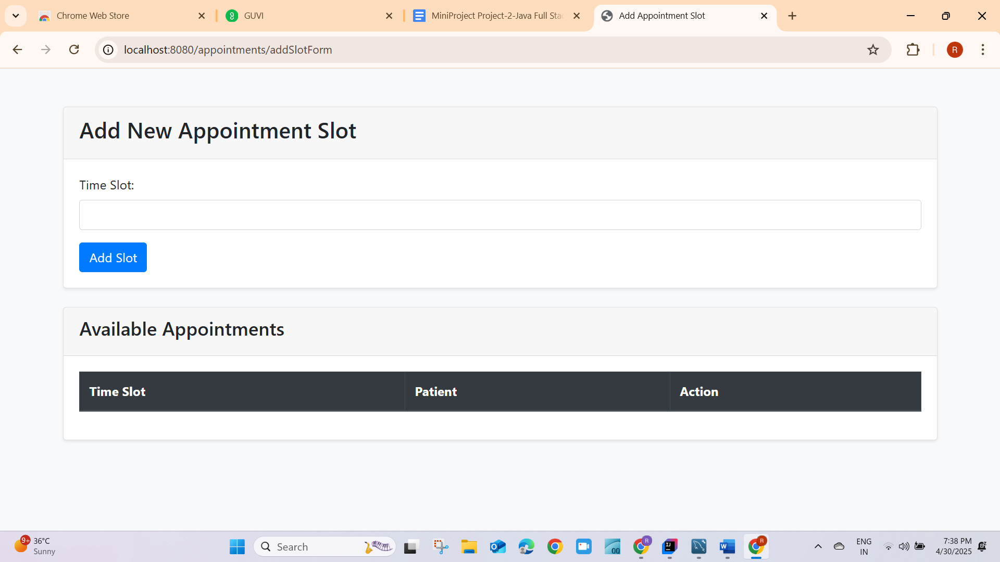 Chrome Web Store
GUVI
MiniProject Project-2-Java Full Sta
Add Appointment Slot
localhost:8080/appointments/addSlotForm
R
Add New Appointment Slot
Time Slot:
Add Slot
Available Appointments
Time Slot
Patient
Action
9+
36°C
Sunny
Search
R
R
ENG
IN
7:38 PM
4/30/2025